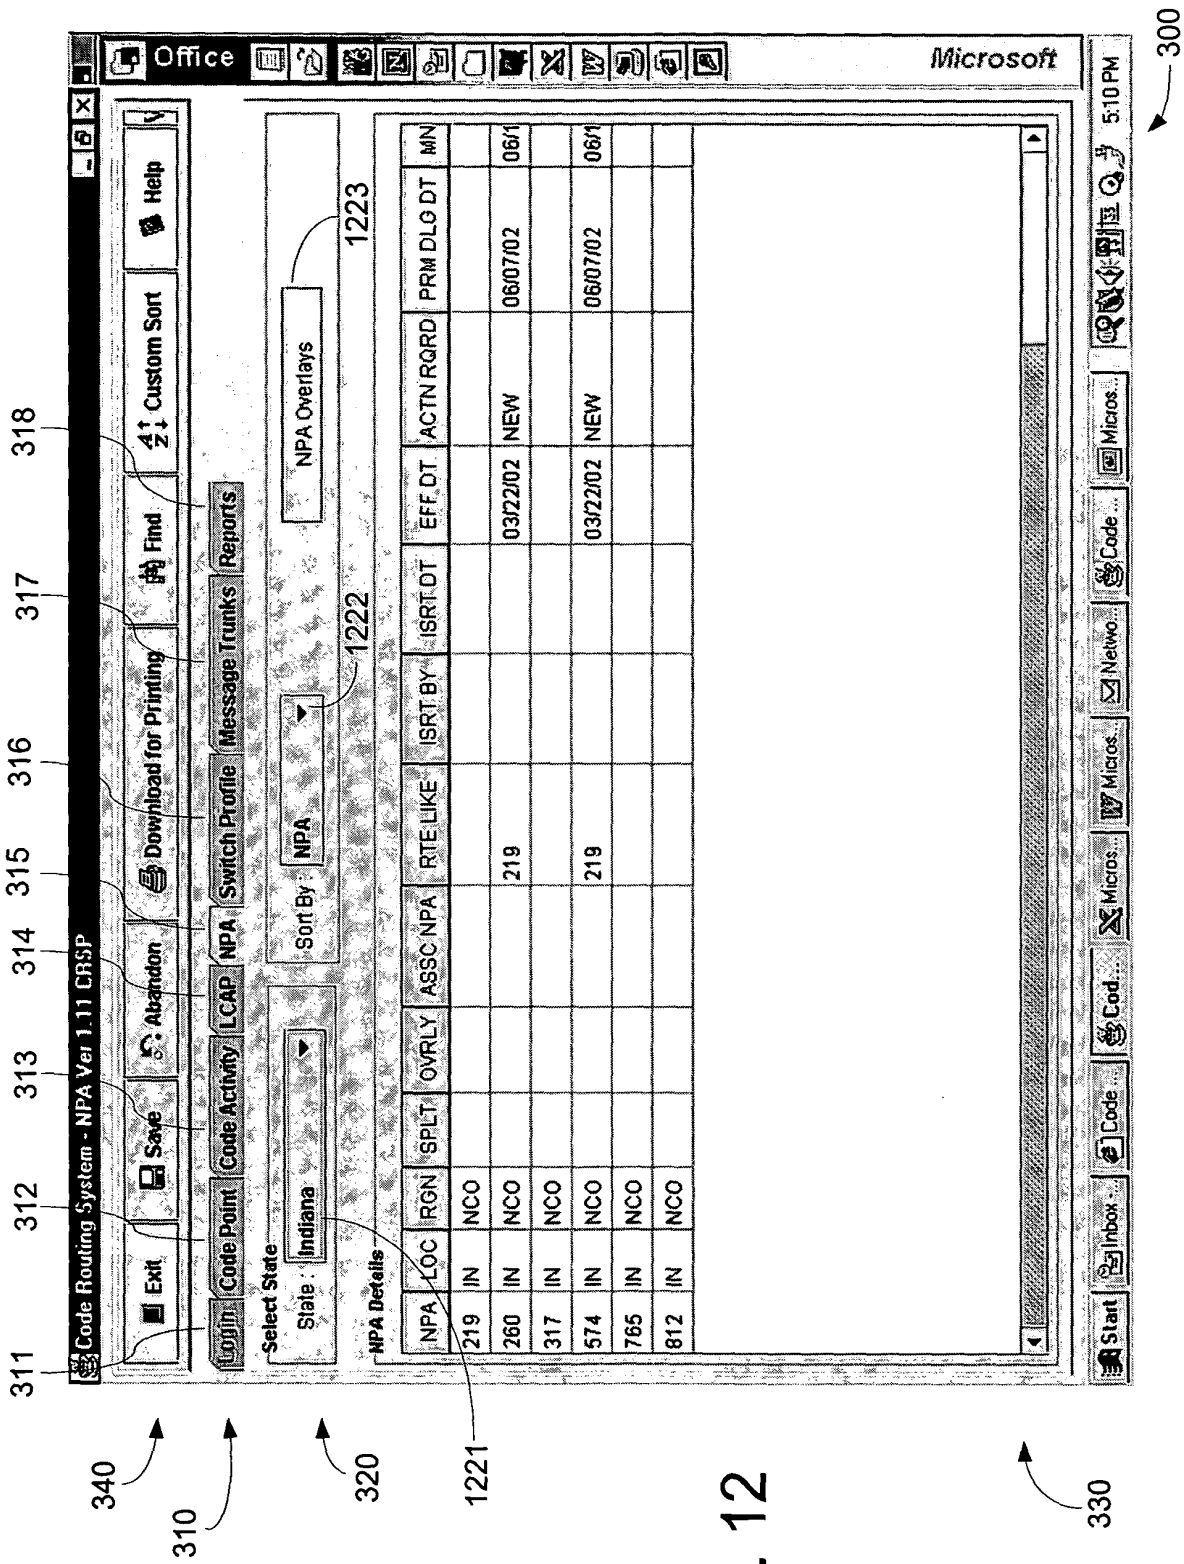 311 312 313 314 315 316 317 318
340
310
320
1221
1222
1223
330
300
Code Routing System - NPA Ver 1.11 CRSP
Exit Save Abandon Download for Printing Find Custom Sort Help
Login Code Point Code Activity LCAP NPA Switch Profile Message Trunks Reports
Select State
State : Indiana Sort By : NPA NPA Overlays
NPA Details
NPA LOC RGN SPLT OVRLY ASSC NPA RTE LIKE ISRT BY ISRT DT EFF DT ACTN RQRD PRM DLG DT MN
219 IN NCO
260 IN NCO 219 03/22/02 NEW 06/07/02 06/1
317 IN NCO
574 IN NCO 219 03/22/02 NEW 06/07/02 06/1
765 IN NCO
812 IN NCO
Start Inbox -... Code ... Cod... Micros... Micros... Netwo... Code ... Micros... 5:10 PM
Office
Microsoft
. 12